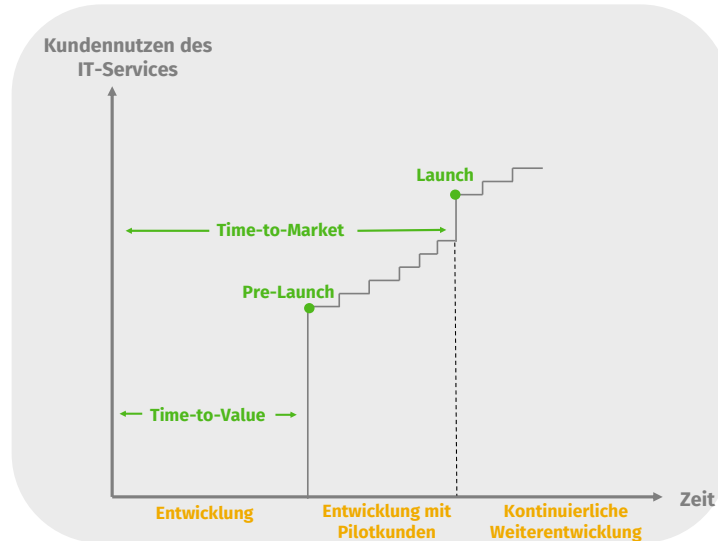 Kundennutzen des
IT-Services
Launch
Time-to-Market
Pre-Launch
Time-to-Value
Zeit
Entwicklung
Entwicklung mit
Pilotkunden
Kontinuierliche
Weiterentwicklung